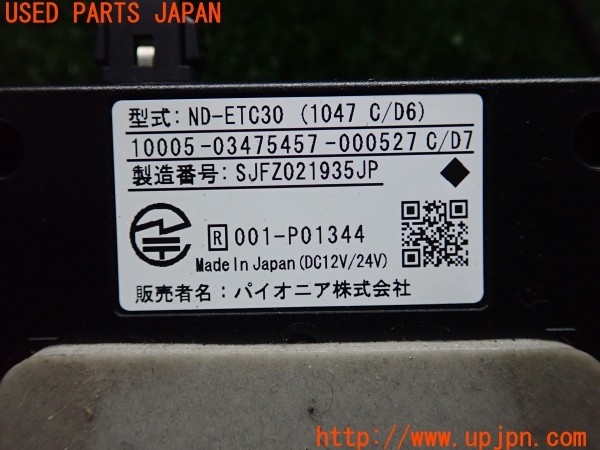 USED PARTS JAPAN
型式: ND-ETC30 (1047 C/D6)
10005-03475457-000527 C/D7
製造番号: SJFZ021935JP
R 001-P01344
Made In Japan (DC12V/24V)
販売者名：パイオニア株式会社
http://www.upjpn.com/